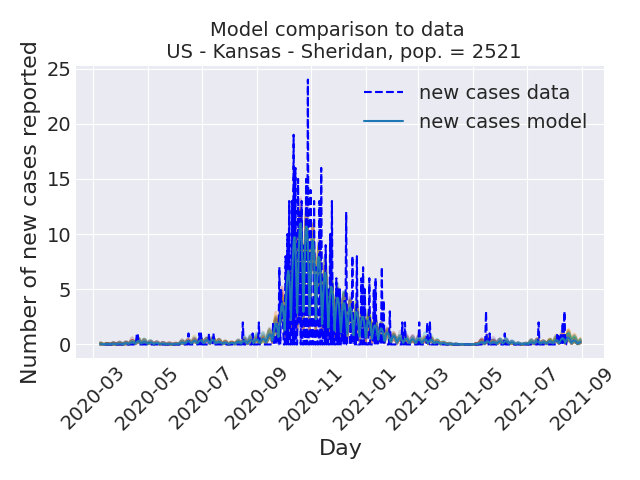 Model comparison to data
US - Kansas - Sheridan, pop. = 2521
Number of new cases reported
25
20
15
10
5
0
new cases data
new cases model
2020-03
2020-05
2020-07
2020-09
2020-11
2021-01
2021-03
2021-05
2021-07
2021-09
Day